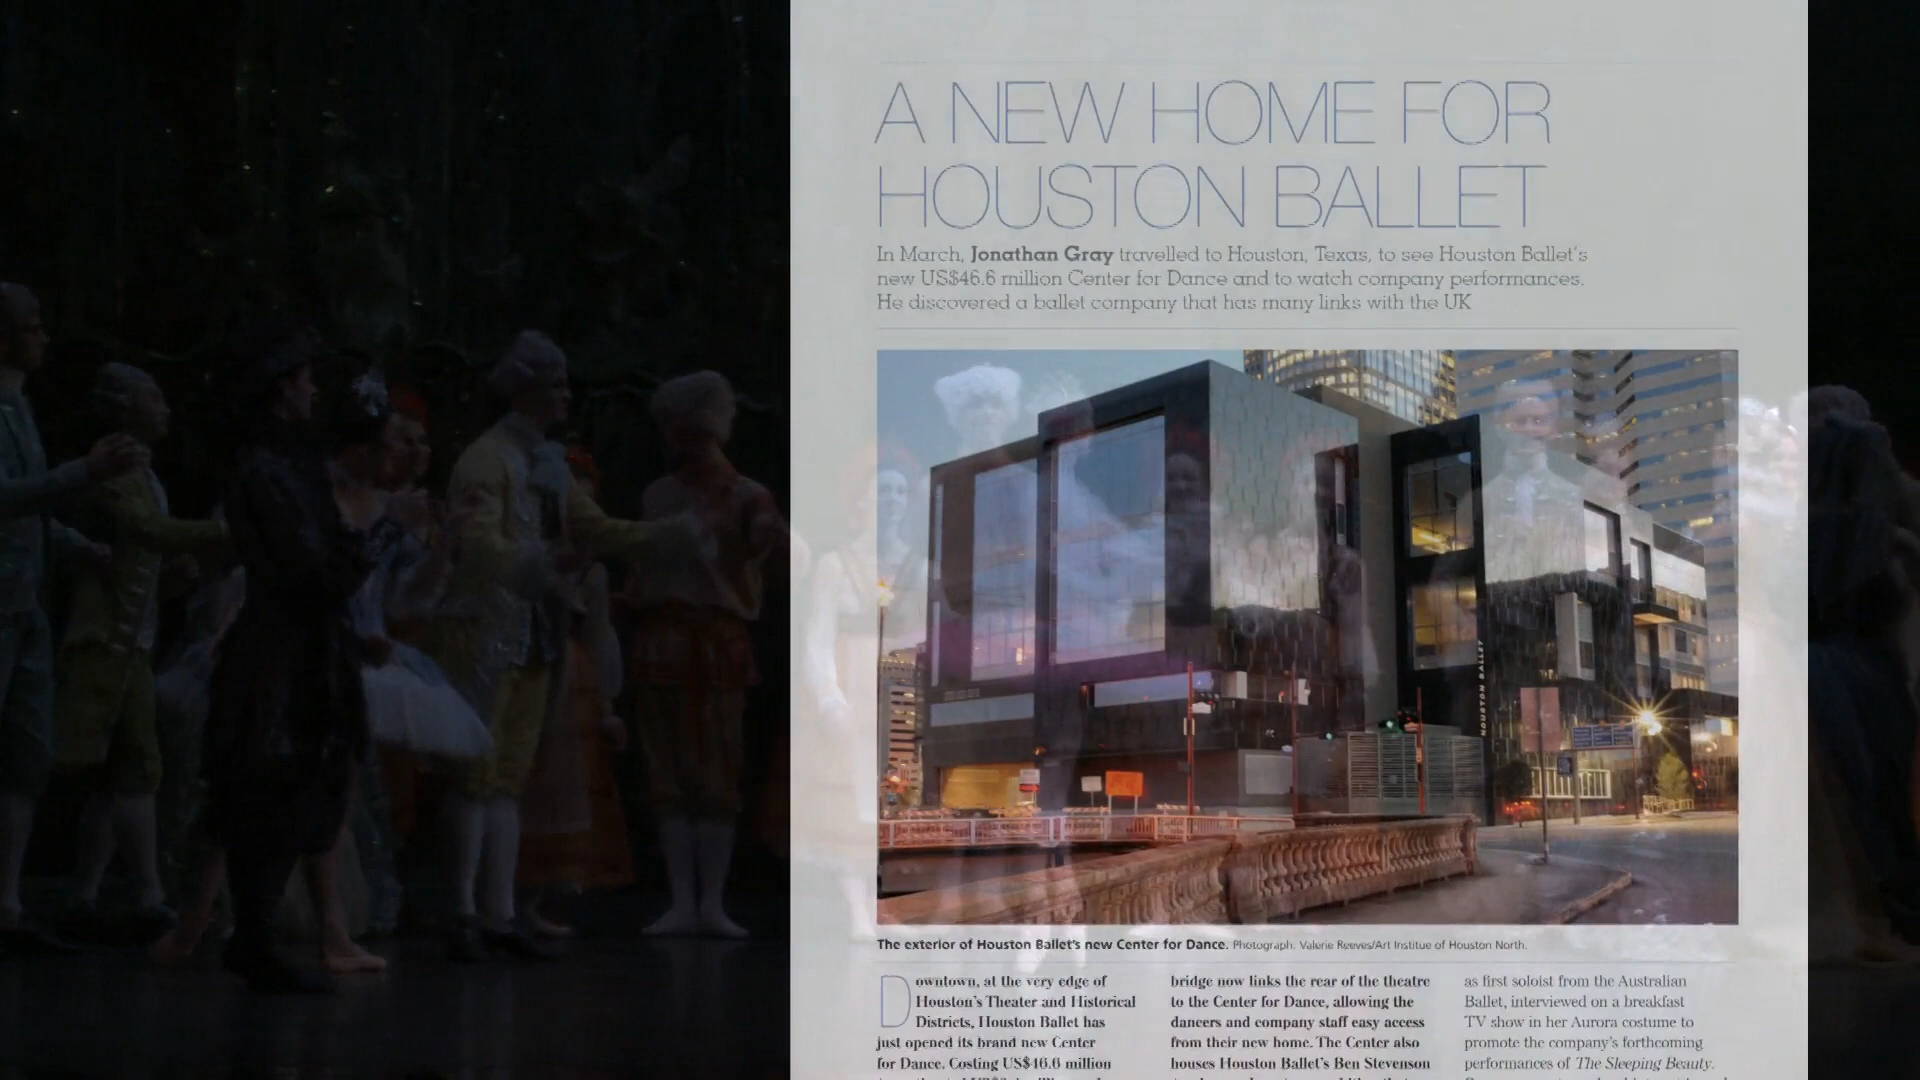 A NEW HOME FOR
HOUSTON BALLET
In March, Jonathan Gray travelled to Houston, Texas, to see Houston Ballet's
new US$46.6 million Center for Dance and to watch company performances.
He discovered a ballet company that has many links with the UK
HOUSTON BALLET
The exterior of Houston Ballet's new Center for Dance. Photograph. Valerie Reeves/Art Institue of Houston North.
Downtown, at the very edge of
Houston's Theater and Historical
Districts, Houston Ballet has
just opened its brand new Center
for Dance. Costing US$46.6 million
bridge now links the rear of the theatre
to the Center for Dance, allowing the
dancers and company staff easy access
from their new home. The Center also
houses Houston Ballet's Ben Stevenson
as first soloist from the Australian
Ballet, interviewed on a breakfast
TV show in her Aurora costume to
promote the company's forthcoming
performances of The Sleeping Beauty.